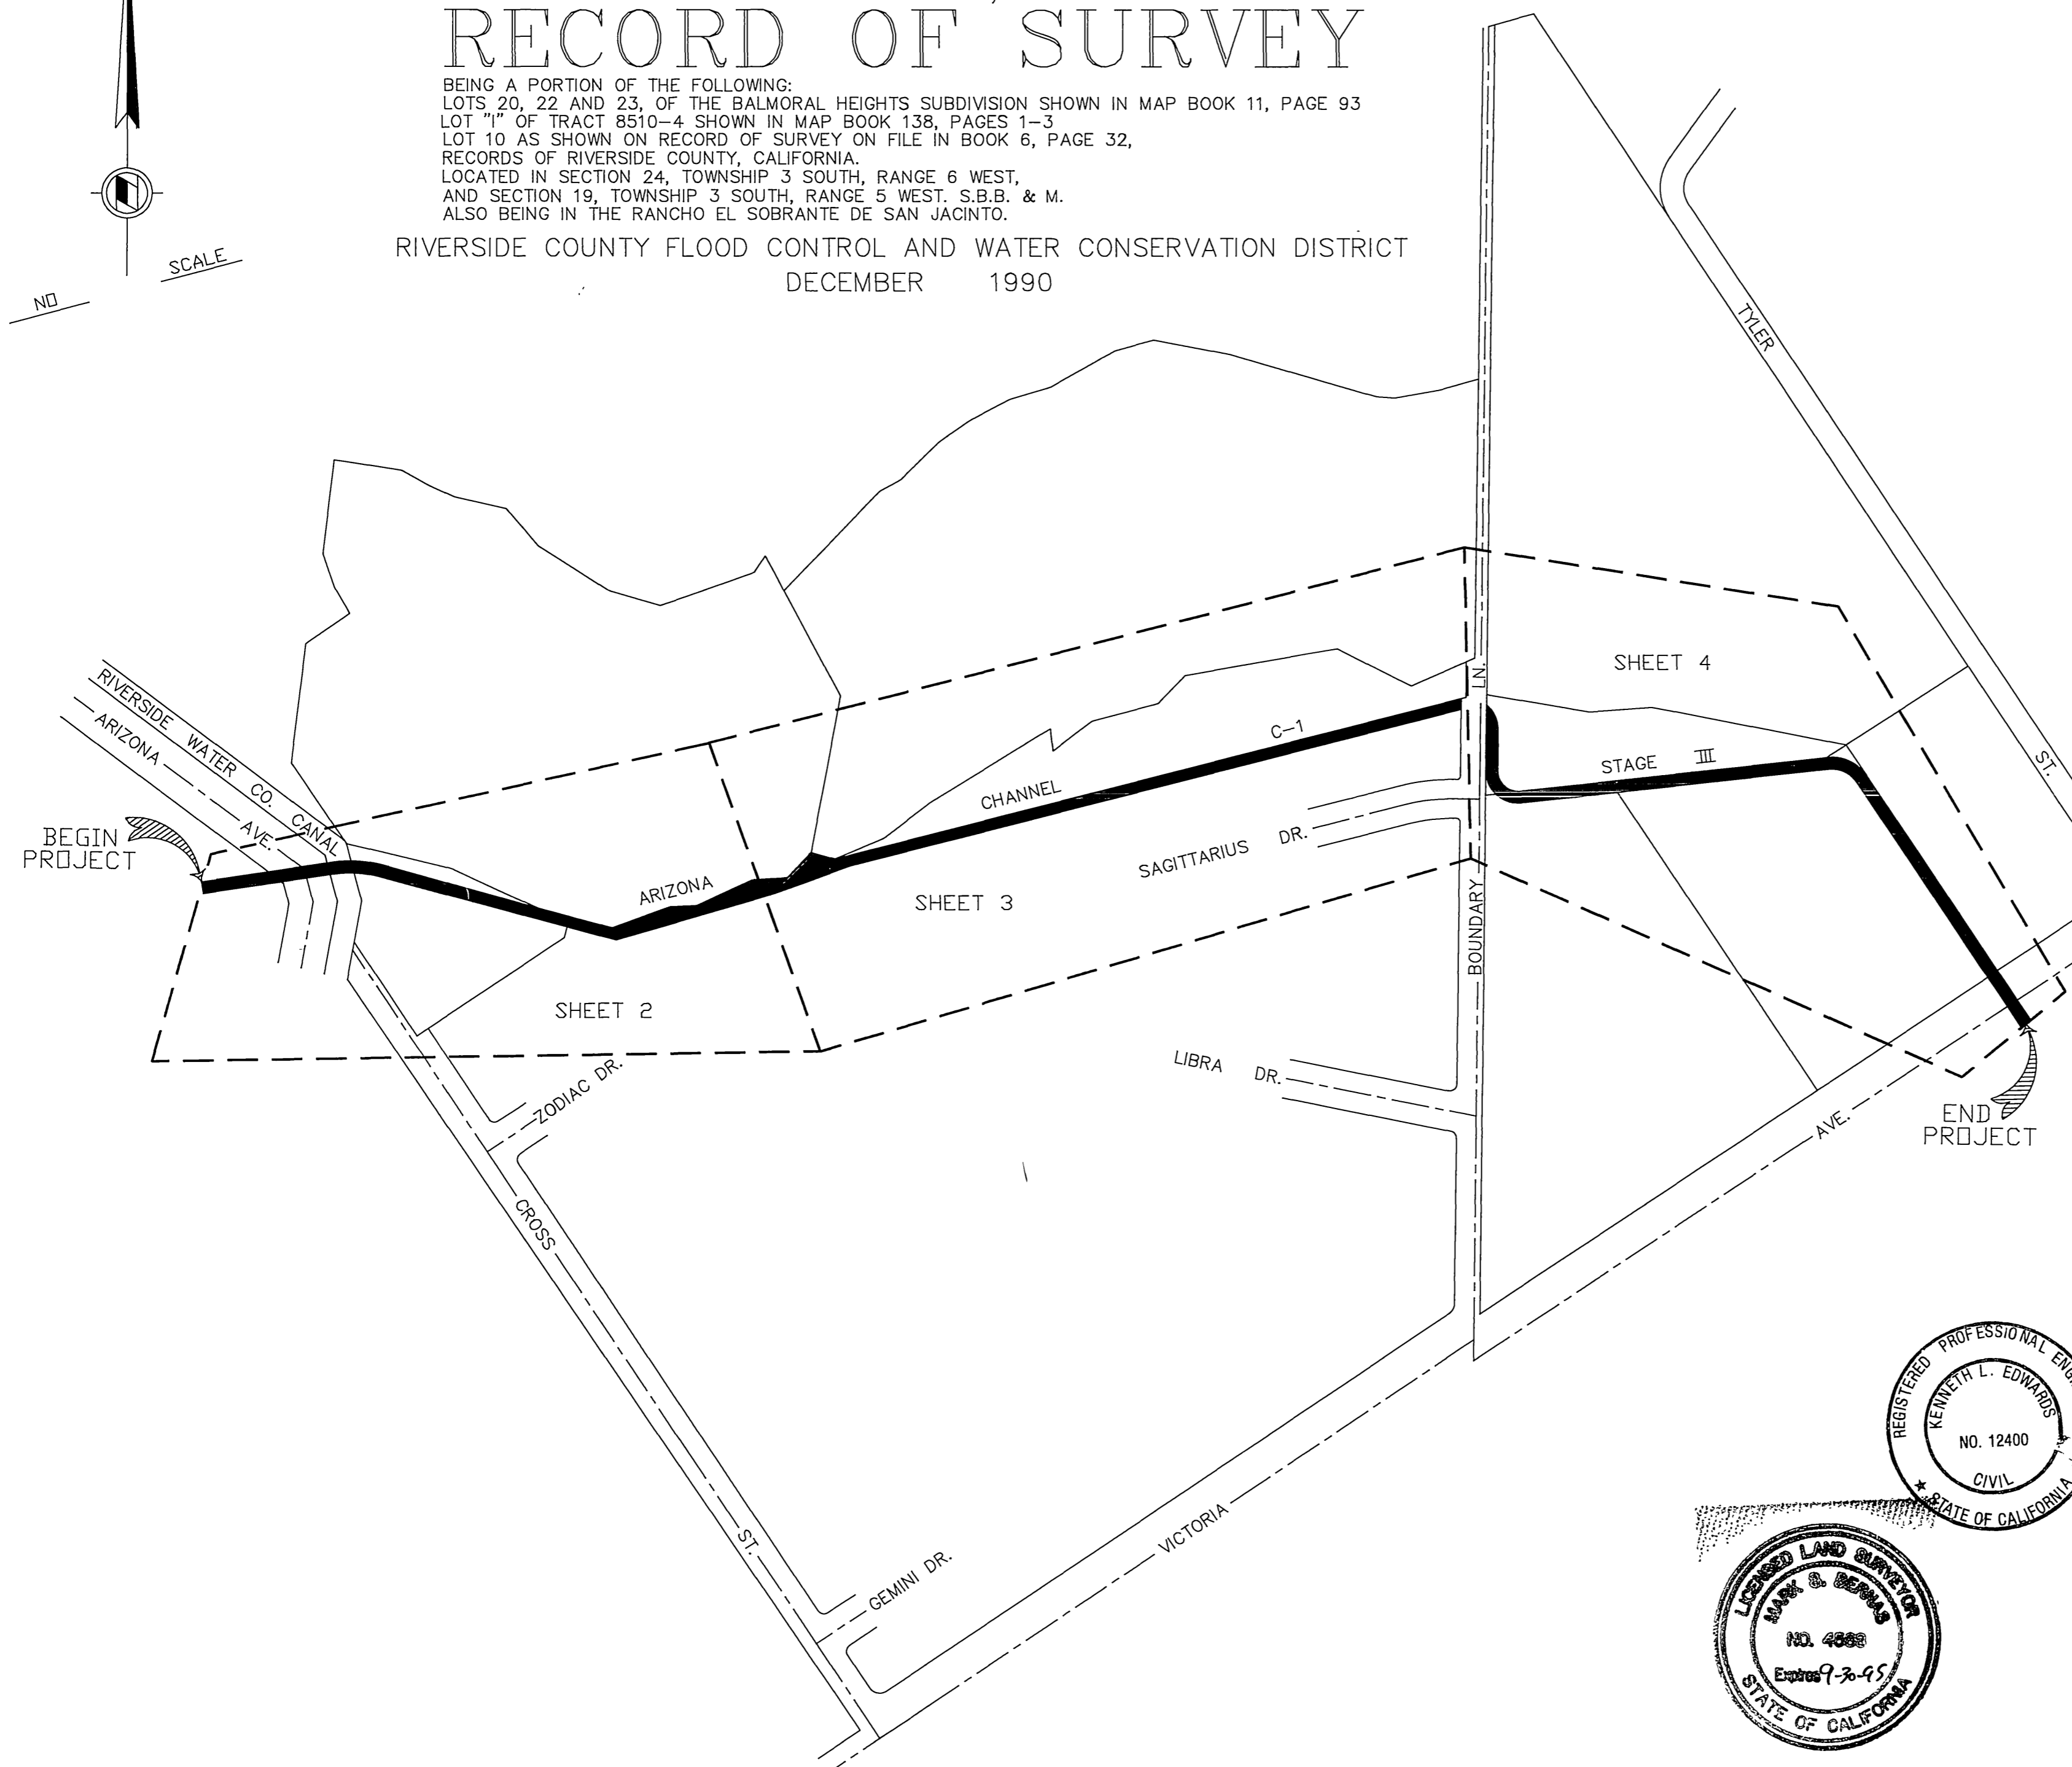 RECORD OF SURVEY
BEING A PORTION OF THE FOLLOWING:
LOTS 20, 22 AND 23, OF THE BALMORAL HEIGHTS SUBDIVISION SHOWN IN MAP BOOK 11, PAGE 93
LOT "I" OF TRACT 8510-4 SHOWN IN MAP BOOK 138, PAGES 1-3
LOT 10 AS SHOWN ON RECORD OF SURVEY ON FILE IN BOOK 6, PAGE 32,
RECORDS OF RIVERSIDE COUNTY, CALIFORNIA.
LOCATED IN SECTION 24, TOWNSHIP 3 SOUTH, RANGE 6 WEST,
AND SECTION 19, TOWNSHIP 3 SOUTH, RANGE 5 WEST. S.B.B. & M.
ALSO BEING IN THE RANCHO EL SOBRANTE DE SAN JACINTO.
RIVERSIDE COUNTY FLOOD CONTROL AND WATER CONSERVATION DISTRICT
DECEMBER 1990
NO SCALE
TYLER ST.
RIVERSIDE WATER CO. CANAL
ARIZONA AVE.
BEGIN
PROJECT
ARIZONA CHANNEL C-1
STAGE III
SHEET 4
SHEET 3
SHEET 2
SAGITTARIUS DR.
BOUNDARY LN.
LIBRA DR.
ZODIAC DR.
CROSS ST.
GEMINI DR.
VICTORIA AVE.
END
PROJECT
REGISTERED PROFESSIONAL
KENNETH L. EDWARDS
NO. 12400
CIVIL
STATE OF CALIFORNIA
LICENSED LAND SURVEYOR
MARK S. BERNAS
NO.
Expires 9-30-95
STATE OF CALIFORNIA